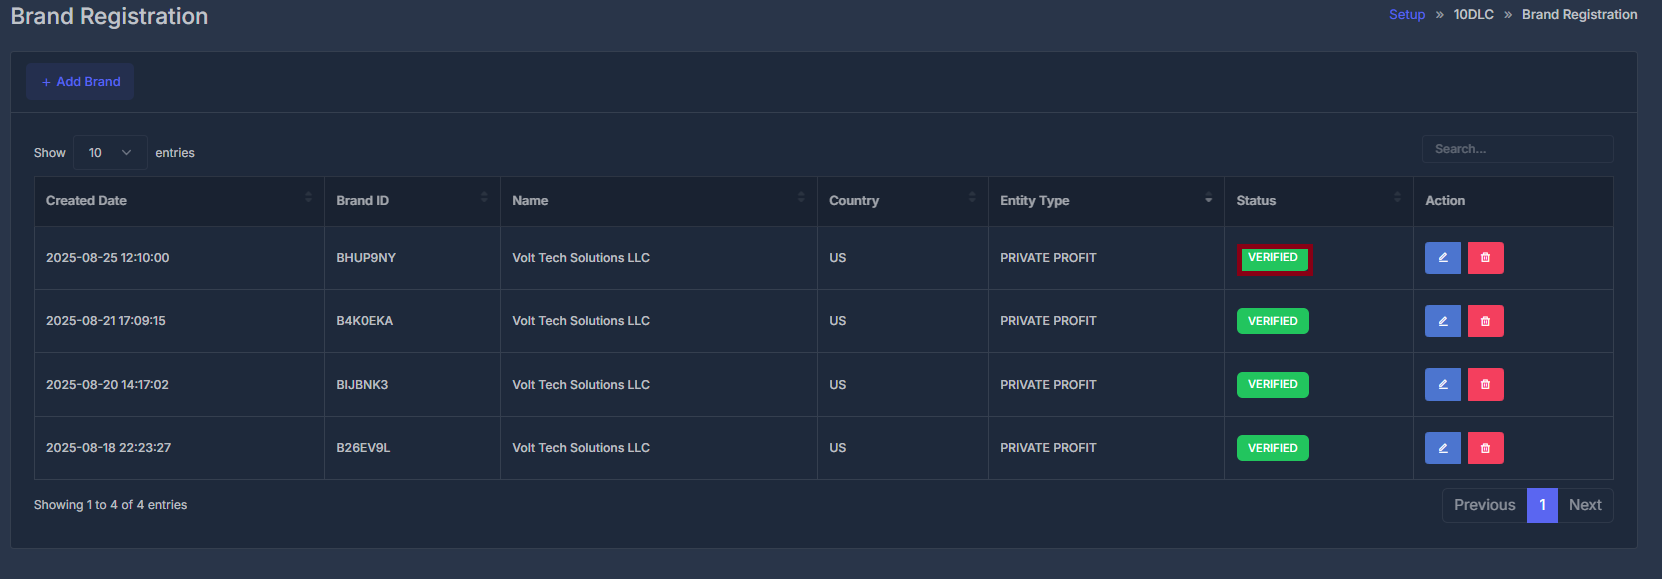 Brand Registration
Setup » 10DLC » Brand Registration
+ Add Brand
Show 10 entries
Search...
Created Date Brand ID Name Country Entity Type Status Action
2025-08-25 12:10:00 BHUP9NY Volt Tech Solutions LLC US PRIVATE PROFIT VERIFIED
2025-08-21 17:09:15 B4K0EKA Volt Tech Solutions LLC US PRIVATE PROFIT VERIFIED
2025-08-20 14:17:02 BIJBNK3 Volt Tech Solutions LLC US PRIVATE PROFIT VERIFIED
2025-08-18 22:23:27 B26EV9L Volt Tech Solutions LLC US PRIVATE PROFIT VERIFIED
Showing 1 to 4 of 4 entries
Previous 1 Next